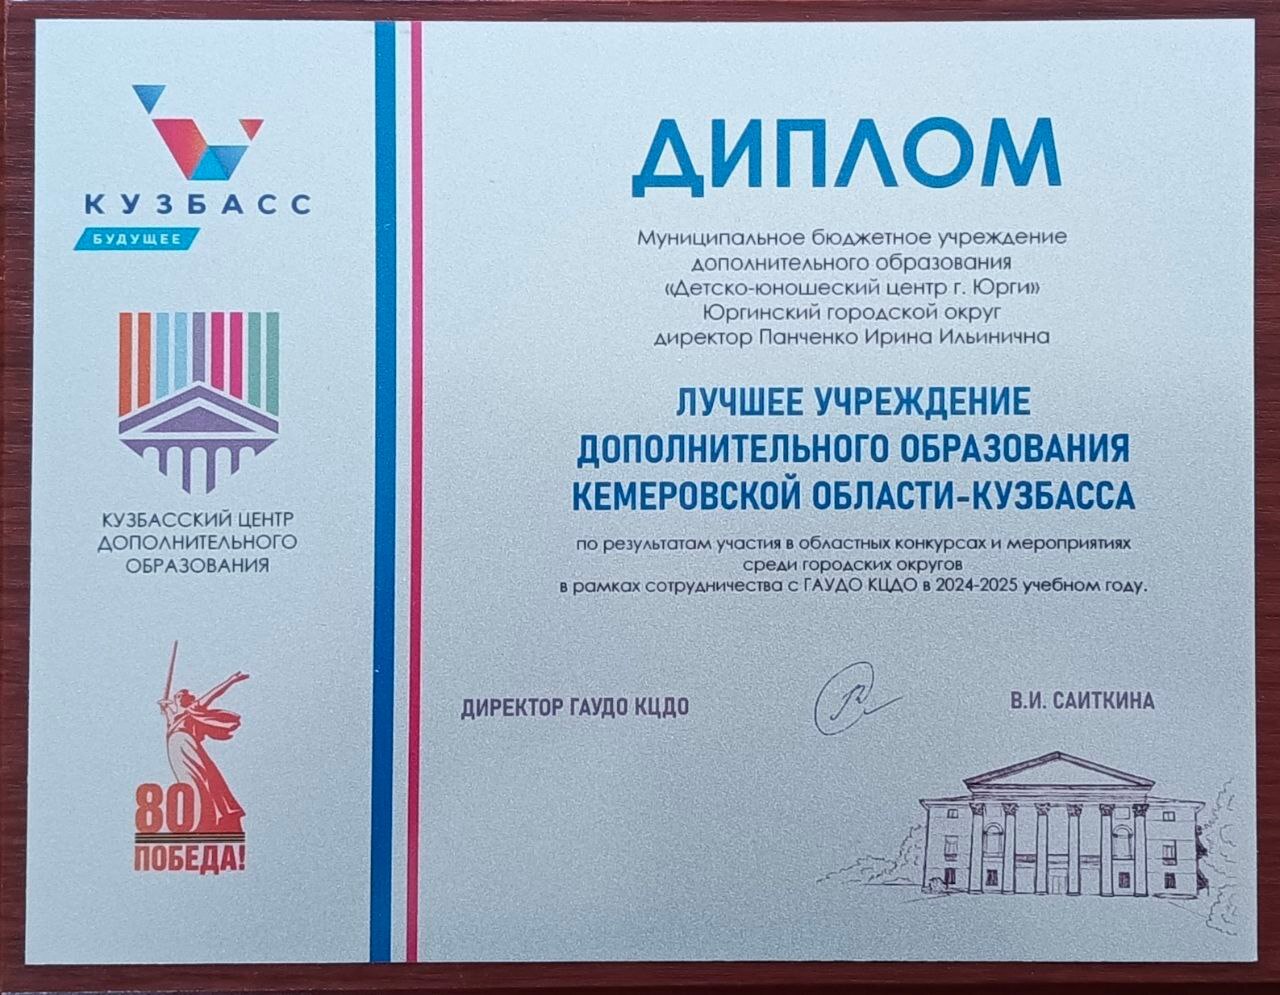 КУЗБАСС
БУДУЩЕЕ
КУЗБАССКИЙ ЦЕНТР
ДОПОЛНИТЕЛЬНОГО
ОБРАЗОВАНИЯ
80
ПОБЕДА!
ДИПЛОМ
Муниципальное бюджетное учреждение
дополнительного образования
«Детско-юношеский центр г. Юрги»
Юргинский городской округ
директор Панченко Ирина Ильинична
ЛУЧШЕЕ УЧРЕЖДЕНИЕ
ДОПОЛНИТЕЛЬНОГО ОБРАЗОВАНИЯ
КЕМЕРОВСКОЙ ОБЛАСТИ-КУЗБАССА
по результатам участия в областных конкурсах и мероприятиях
среди городских округов
в рамках сотрудничества с ГАУДО КЦДО в 2024-2025 учебном году.
ДИРЕКТОР ГАУДО КЦДО
В.И. САИТКИНА